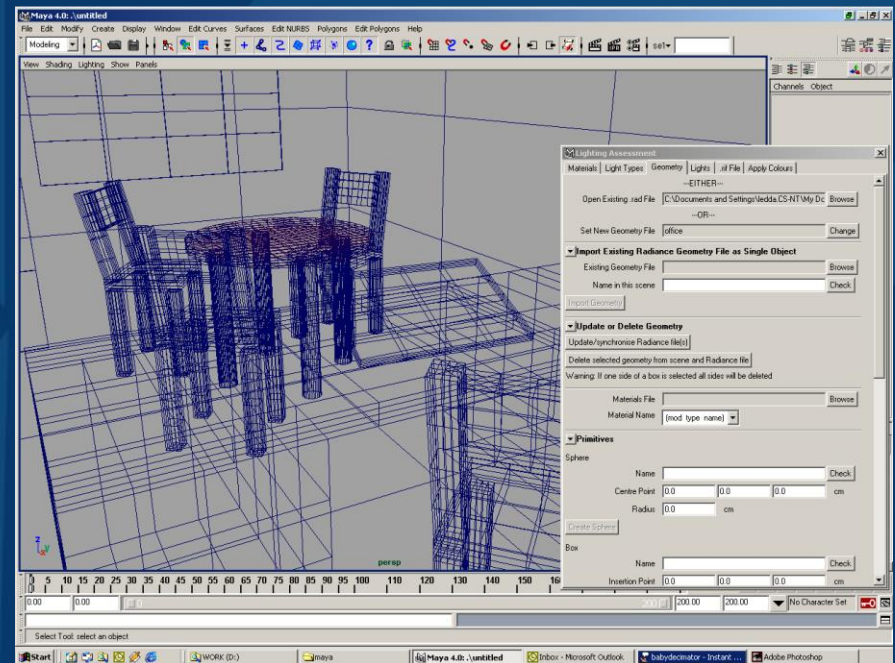 Maya 4.0: .\untitled
File Edit Modify Create Display Window Edit Curves Surfaces Edit NURBS Polygons Edit Polygons Help
Modeling
sel
View Shading Lighting Show Panels
Channels Object
Lighting Assessment
Materials Light Types Geometry Lights .rif File Apply Colours
---EITHER---
Open Existing .rad File C:\Documents and Settings\ledda.CS-NT\My Dc Browse
---OR---
Set New Geometry File office Change
Import Existing Radiance Geometry File as Single Object
Existing Geometry File Browse
Name in this scene Check
Import Geometry
Update or Delete Geometry
Update/synchronise Radiance file(s)
Delete selected geometry from scene and Radiance file
Warning: If one side of a box is selected all sides will be deleted
Materials File Browse
Material Name (mod type name)
Primitives
Sphere
Name Check
Centre Point 0.0 0.0 0.0 cm
Radius 0.0 cm
Create Sphere
Box
Name Check
Insertion Point 0.0 0.0 0.0 cm
z y x
persp
0 5 10 15 20 25 30 35 40 45 50 55 60 65 70 75 80 85 90 95 100 110 120 130 140 150
0.00 0.00 0 200 200.00 200.00 No Character Set
Select Tool: select an object
Start WORK (D:) maya Maya 4.0: .\untitled Inbox - Microsoft Outlook babydecimator - Instant ... Adobe Photoshop